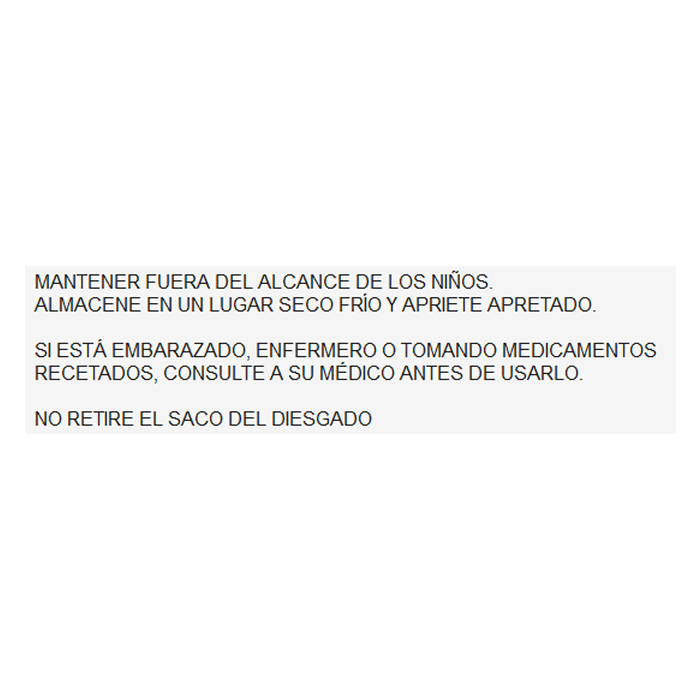 MANTENER FUERA DEL ALCANCE DE LOS NIÑOS.
ALMACENE EN UN LUGAR SECO FRÍO Y APRIETE APRETADO.
SI ESTÁ EMBARAZADO, ENFERMERO O TOMANDO MEDICAMENTOS
RECETADOS, CONSULTE A SU MÉDICO ANTES DE USARLO.
NO RETIRE EL SACO DEL DIESGADO